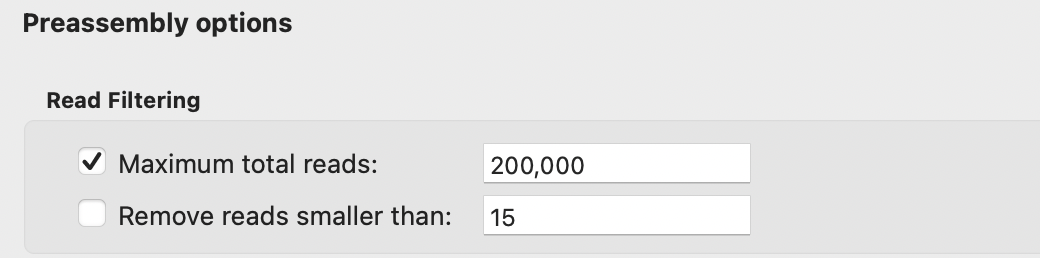 Preassembly options
Read Filtering
Maximum total reads: 200,000
Remove reads smaller than: 15